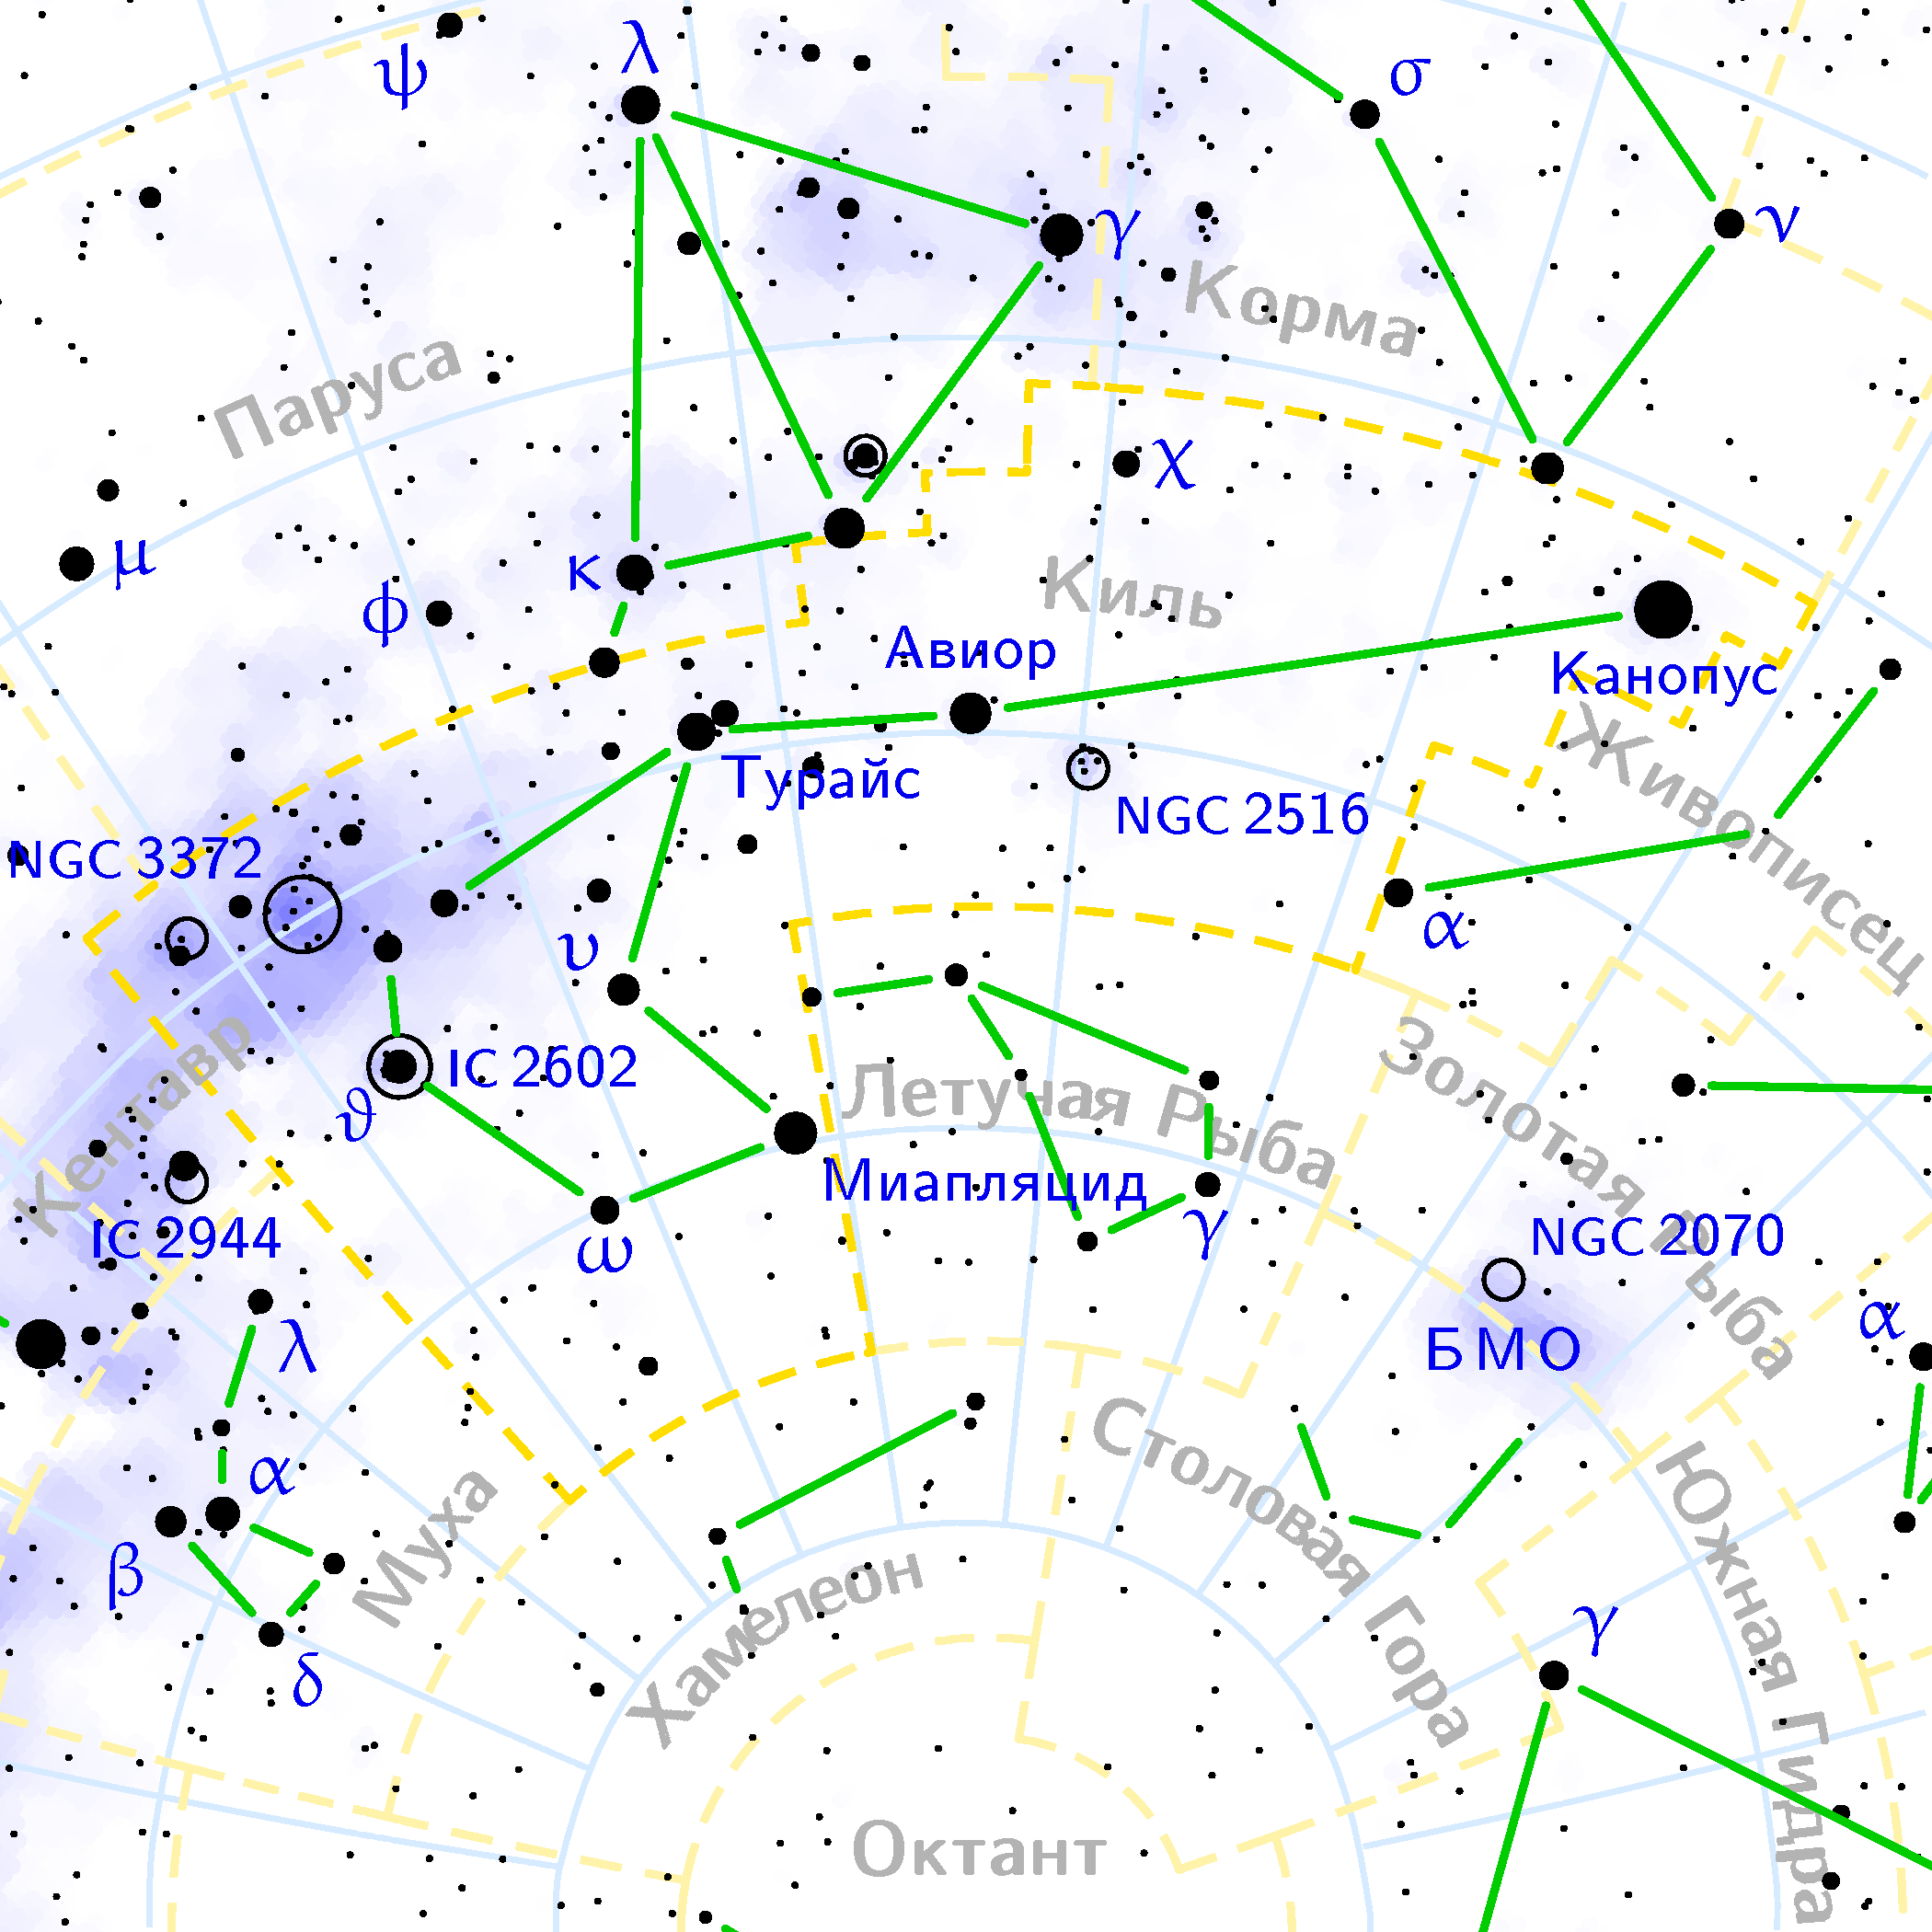 ψ
λ
σ
γ
ν
Корма
Паруса
χ
μ
κ
φ
Киль
Авиор
Канопус
Турайс
NGC 2516
Живописец
NGC 3372
α
υ
Кентавр
IC 2602
ϑ
Летучая Рыба
Золотая Рыба
Миапляцид
γ
ω
IC 2944
NGC 2070
БМО
α
λ
α
β
δ
Муха
Хамелеон
Столовая Гора
Южная Гидра
γ
Октант